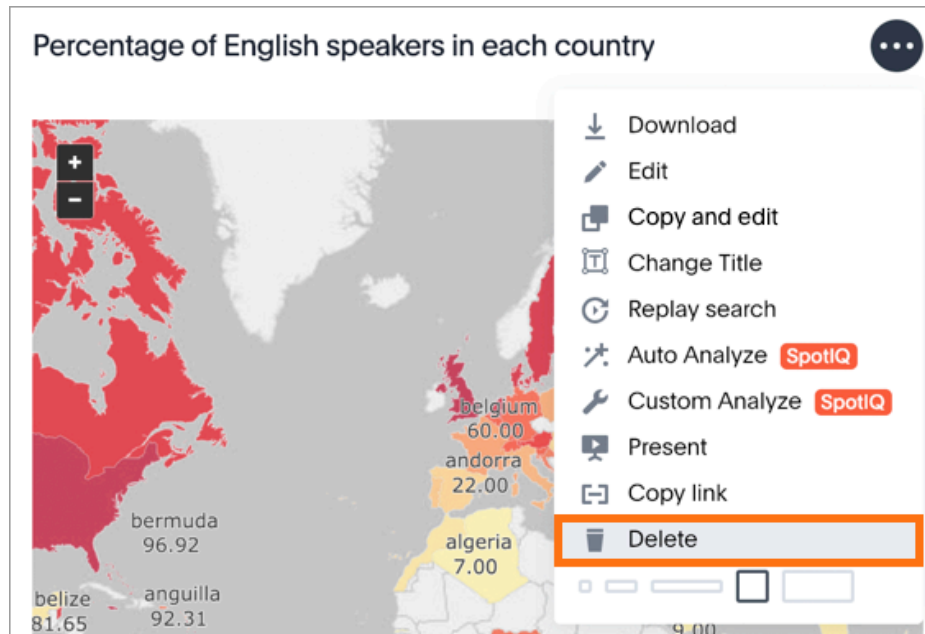 Percentage of English speakers in each country
+
−
Download
Edit
Copy and edit
Change Title
Replay search
Auto Analyze SpotIQ
Custom Analyze SpotIQ
Present
Copy link
Delete
belgium
60.00
andorra
22.00
bermuda
96.92
algeria
7.00
belize
81.65
anguilla
92.31
9.00